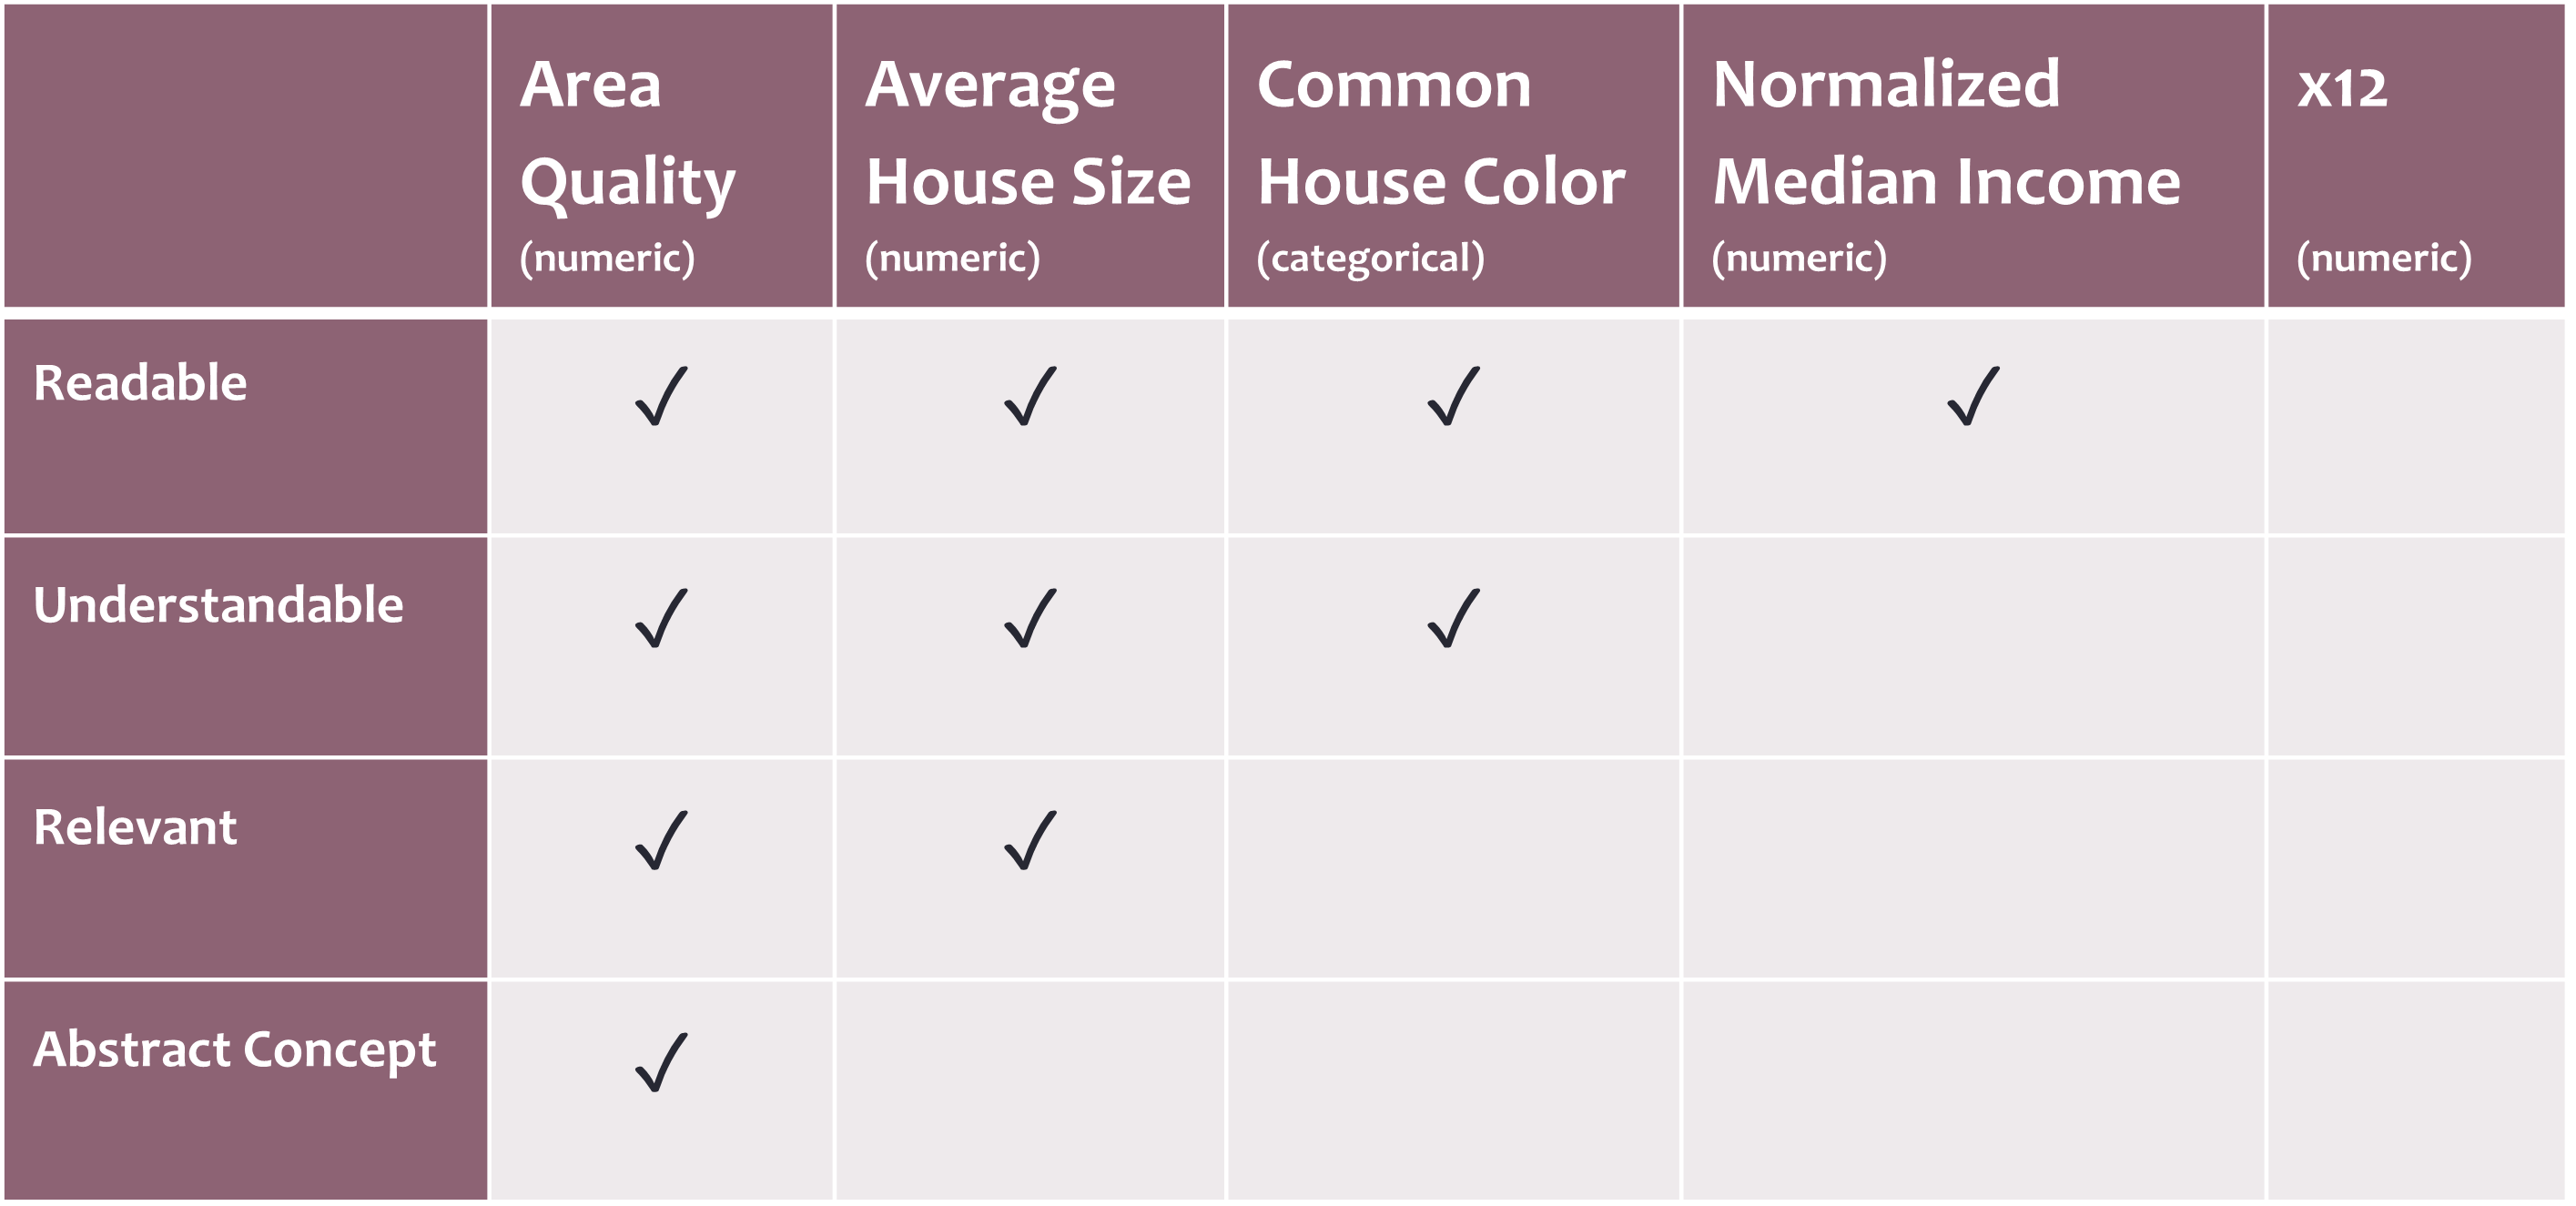 Area Quality (numeric)
Average House Size (numeric)
Common House Color (categorical)
Normalized Median Income (numeric)
x12 (numeric)
Readable ✓ ✓ ✓ ✓
Understandable ✓ ✓ ✓
Relevant ✓ ✓
Abstract Concept ✓